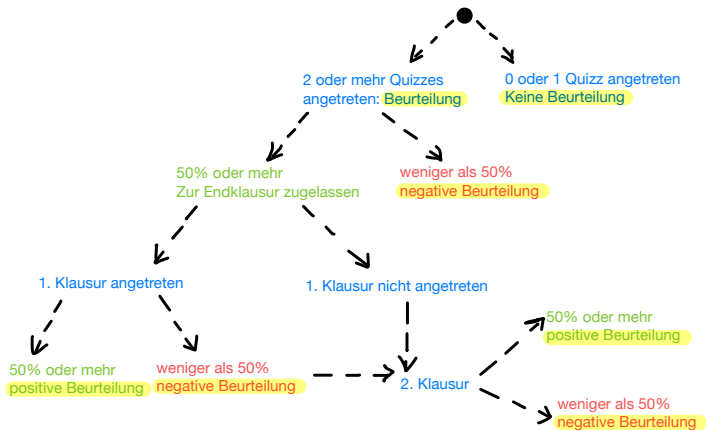 2 oder mehr Quizzes
angetreten: Beurteilung
0 oder 1 Quizz angetreten
Keine Beurteilung
50% oder mehr
Zur Endklausur zugelassen
weniger als 50%
negative Beurteilung
1. Klausur angetreten
1. Klausur nicht angetreten
50% oder mehr
positive Beurteilung
weniger als 50%
negative Beurteilung
2. Klausur
50% oder mehr
positive Beurteilung
weniger als 50%
negative Beurteilung